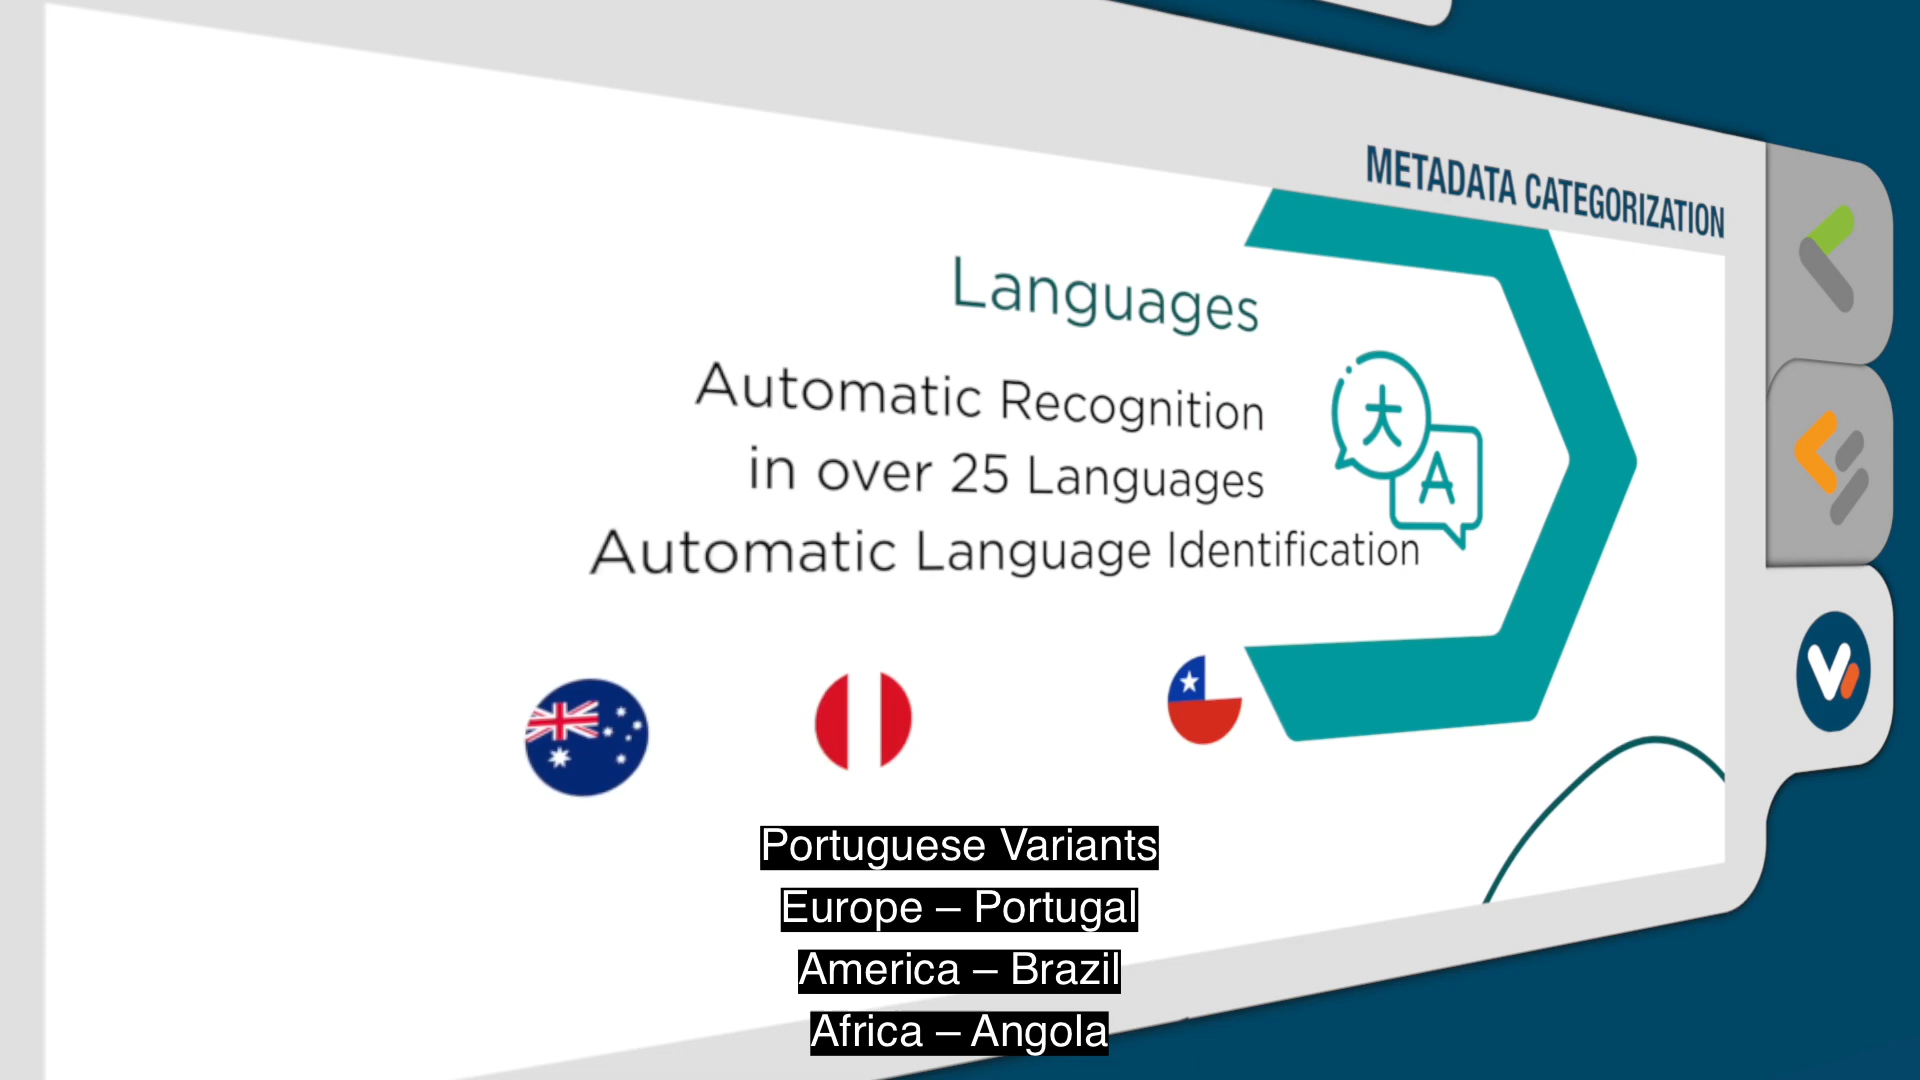 METADATA CATEGORIZATION
Languages
Automatic Recognition
in over 25 Languages
Automatic Language Identification
大
A
Portuguese Variants
Europe – Portugal
America – Brazil
Africa – Angola